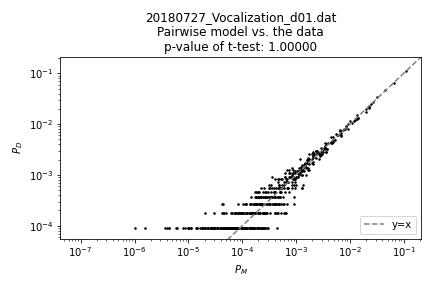 20180727_Vocalization_d01.dat
Pairwise model vs. the data
p-value of t-test: 1.00000
10⁻¹
10⁻²
10⁻³
10⁻⁴
P_D
y=x
10⁻⁷ 10⁻⁶ 10⁻⁵ 10⁻⁴ 10⁻³ 10⁻² 10⁻¹
P_M